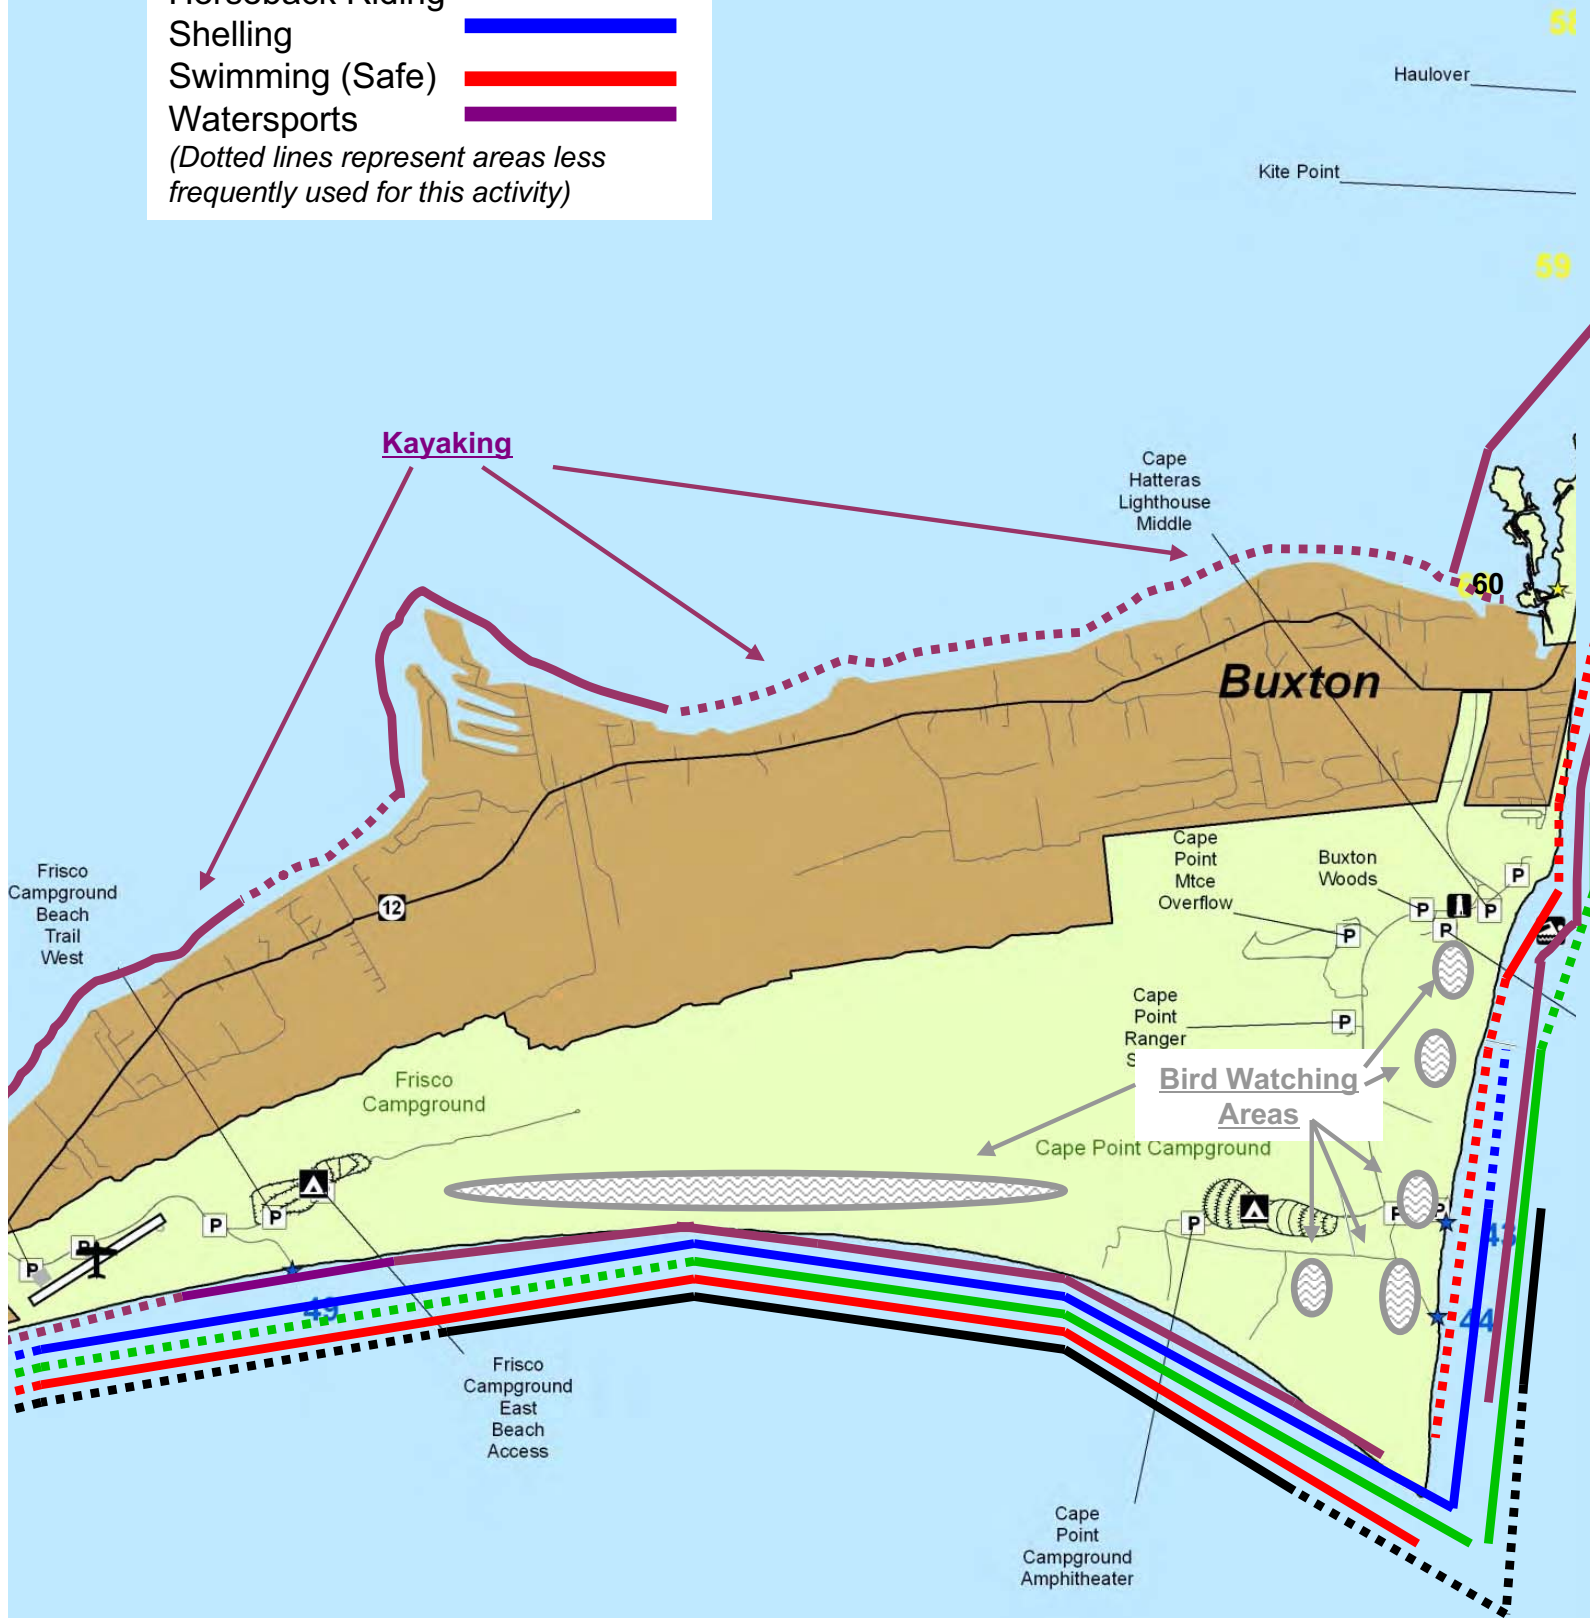 Horseback Riding
Shelling
Swimming (Safe)
Watersports
(Dotted lines represent areas less
frequently used for this activity)
58
Haulover
Kite Point
59
Kayaking
Cape
Hatteras
Lighthouse
Middle
60
Buxton
Cape
Point
Mtce
Overflow
Buxton
Woods
P
P
P
P
P
Frisco
Campground
Beach
Trail
West
12
Cape
Point
Ranger
P
Frisco
Campground
Bird Watching
Areas
Cape Point Campground
P
P
P
P
P
P
P
43
49
44
Frisco
Campground
East
Beach
Access
Cape
Point
Campground
Amphitheater